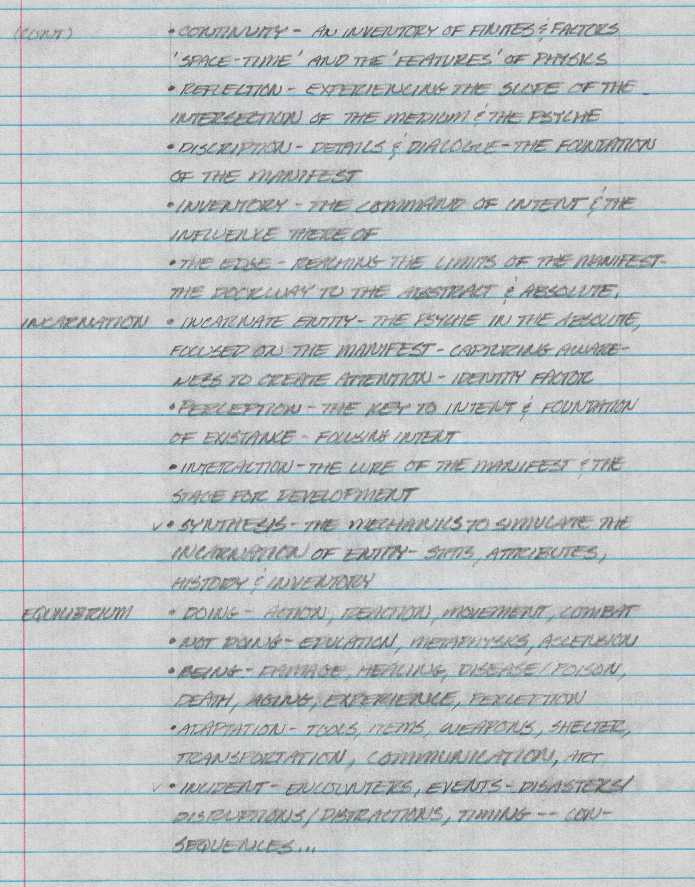 (CONT) • CONTINUITY - AN INVENTORY OF FINITES & FACTORS
'SPACE-TIME' AND THE 'FEATURES' OF PHYSICS
• REFLECTION - EXPERIENCING THE SLOPE OF THE
INTERSECTION OF THE MEDIUM & THE PSYCHE
• DISCRIPTION - DETAILS & DIALOGUE - THE FOUNDATION
OF THE MANIFEST
• INVENTORY - THE COMMAND OF INTENT & THE
INFLUENCE THERE OF
• THE EDGE - REACHING THE LIMITS OF THE MANIFEST -
THE DOORWAY TO THE ABSTRACT & ABSOLUTE.
INCARNATION • INCARNATE ENTITY - THE PSYCHE IN THE ABSOLUTE,
FOCUSED ON THE MANIFEST - CAPTURING AWARE-
NESS TO CREATE ATTENTION - IDENTITY FACTOR
• PERCEPTION - THE KEY TO INTENT & FOUNDATION
OF EXISTANCE - FOCUSING INTENT
• INTERACTION - THE LURE OF THE MANIFEST & THE
STAGE FOR DEVELOPMENT
✓ • SYNTHESIS - THE MECHANICS TO SIMULATE THE
INCARNATION OF ENTITY - STATS, ATTRIBUTES,
HISTORY & INVENTORY
EQUILIBRIUM • DOING - ACTION, REACTION, MOVEMENT, COMBAT
• NOT DOING - EDUCATION, METAPHYSICS, ASCENSION
• BEING - DAMAGE, HEALING, DISEASE/POISON,
DEATH, AGING, EXPERIENCE, PERCEPTION
• ADAPTATION - TOOLS, ITEMS, WEAPONS, SHELTER,
TRANSPORTATION, COMMUNICATION, ART
✓ • INCIDENT - ENCOUNTERS, EVENTS - DISASTERS/
DISRUPTIONS/DISTRACTIONS, TIMING -- CON-
SEQUENCES...